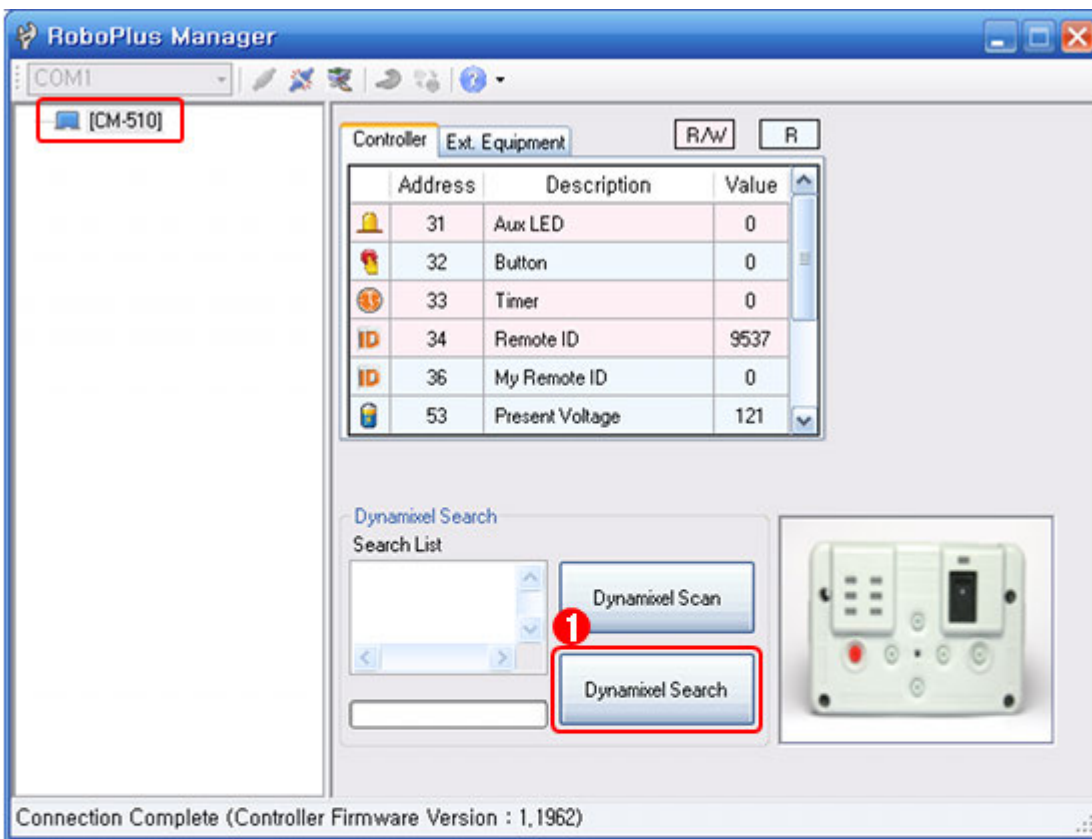 RoboPlus Manager
COM1
[CM-510]
Controller Ext. Equipment R/W R
Address Description Value
31 Aux LED 0
32 Button 0
33 Timer 0
ID 34 Remote ID 9537
ID 36 My Remote ID 0
53 Present Voltage 121
Dynamixel Search
Search List
Dynamixel Scan
1
Dynamixel Search
Connection Complete (Controller Firmware Version : 1,1962)